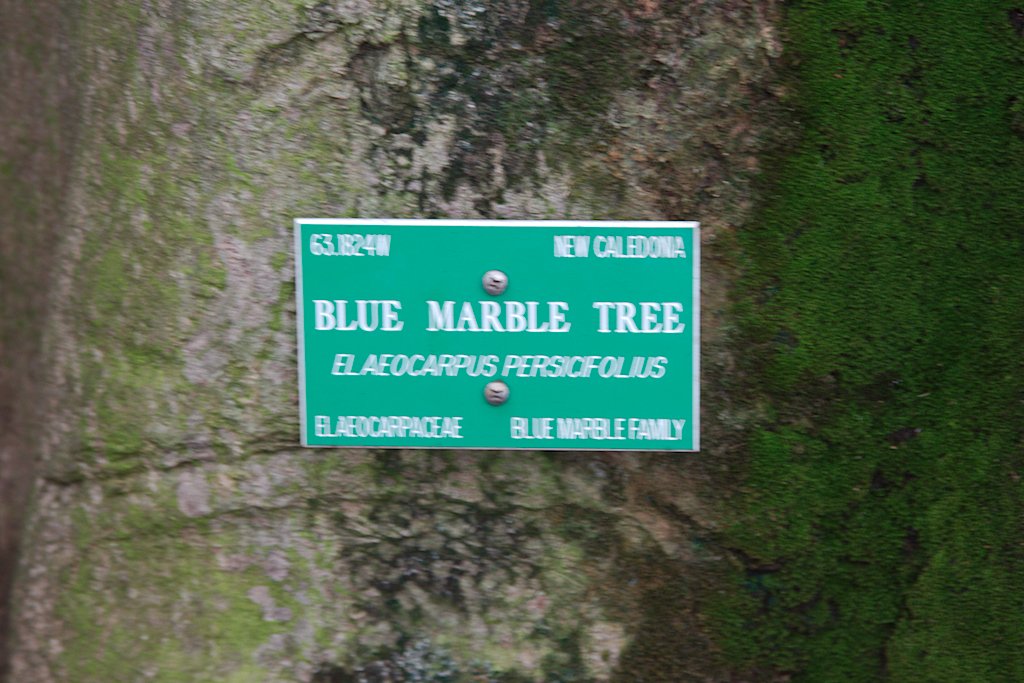 63.1824W NEW CALEDONIA
BLUE MARBLE TREE
ELAEOCARPUS PERSICIFOLIUS
ELAEOCARPACEAE BLUE MARBLE FAMILY